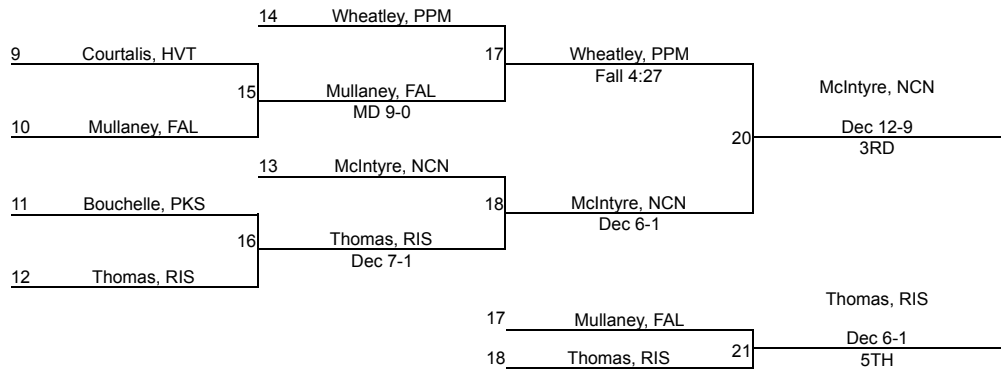 14 Wheatley, PPM
9 Courtalis, HVT
17 Wheatley, PPM
Fall 4:27
15 Mullaney, FAL
MD 9-0
McIntyre, NCN
10 Mullaney, FAL
20 Dec 12-9
3RD
13 McIntyre, NCN
11 Bouchelle, PKS
18 McIntyre, NCN
Dec 6-1
16 Thomas, RIS
Dec 7-1
12 Thomas, RIS
Thomas, RIS
17 Mullaney, FAL
21 Dec 6-1
5TH
18 Thomas, RIS